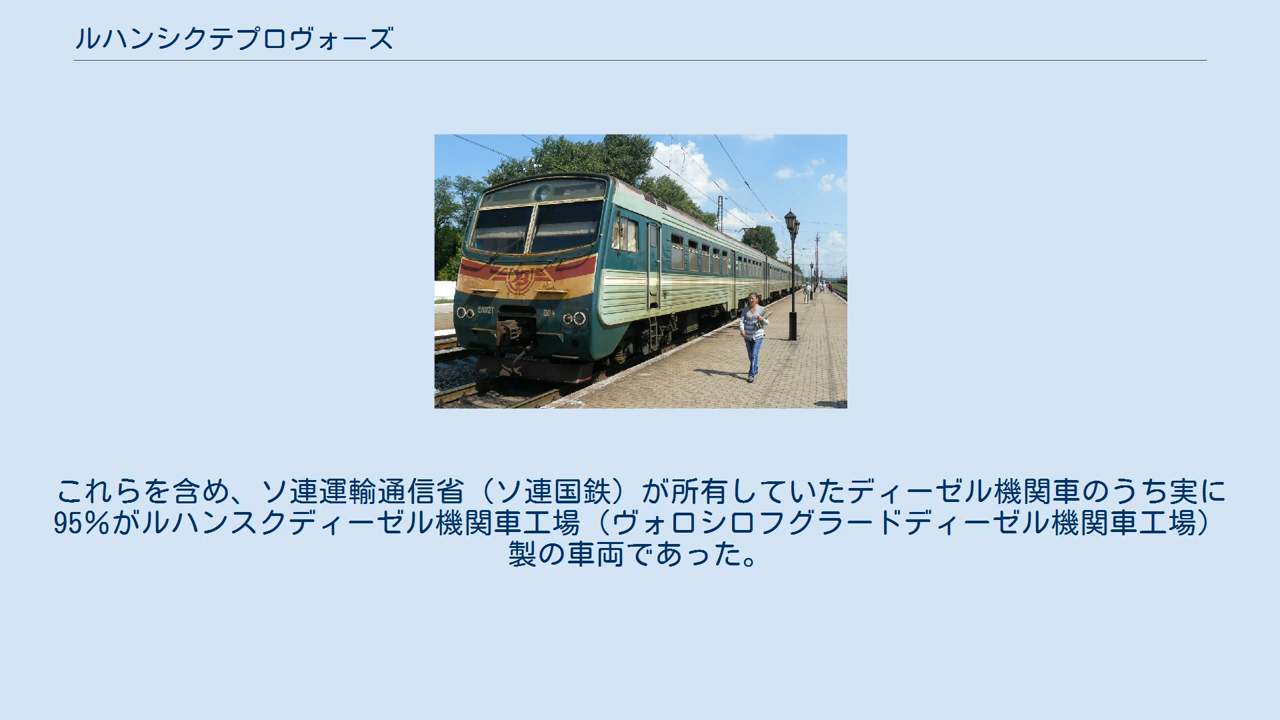 ルハンシクテプロヴォーズ
これらを含め、ソ連運輸通信省（ソ連国鉄）が所有していたディーゼル機関車のうち実に
95%がルハンスクディーゼル機関車工場（ヴォロシロフグラードディーゼル機関車工場）
製の車両であった。